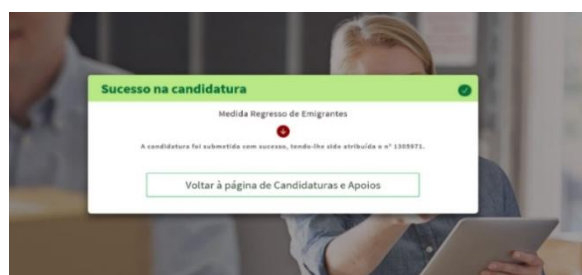 Sucesso na candidatura
Medida Regresso de Emigrantes
A candidatura foi submetida com sucesso, tendo-lhe sido atribuída o nº 1305971.
Voltar à página de Candidaturas e Apoios